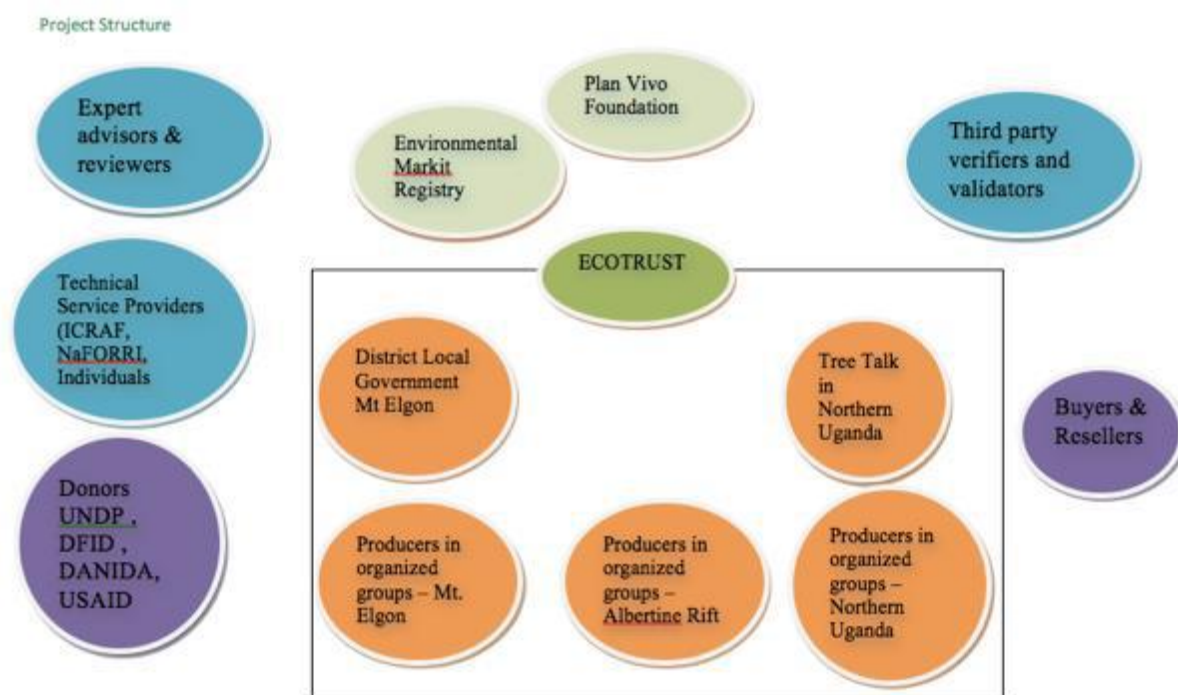 Project Structure
Expert
advisors &
reviewers
Plan Vivo
Foundation
Environmental
Markit
Registry
Third party
verifiers and
validators
ECOTRUST
Technical
Service Providers
(ICRAF,
NaFORRI,
Individuals
District Local
Government
Mt Elgon
Tree Talk
in
Northern
Uganda
Buyers &
Resellers
Donors
UNDP ,
DFID ,
DANIDA,
USAID
Producers in
organized
groups – Mt.
Elgon
Producers in
organized
groups –
Albertine Rift
Producers in
organized
groups –
Northern
Uganda